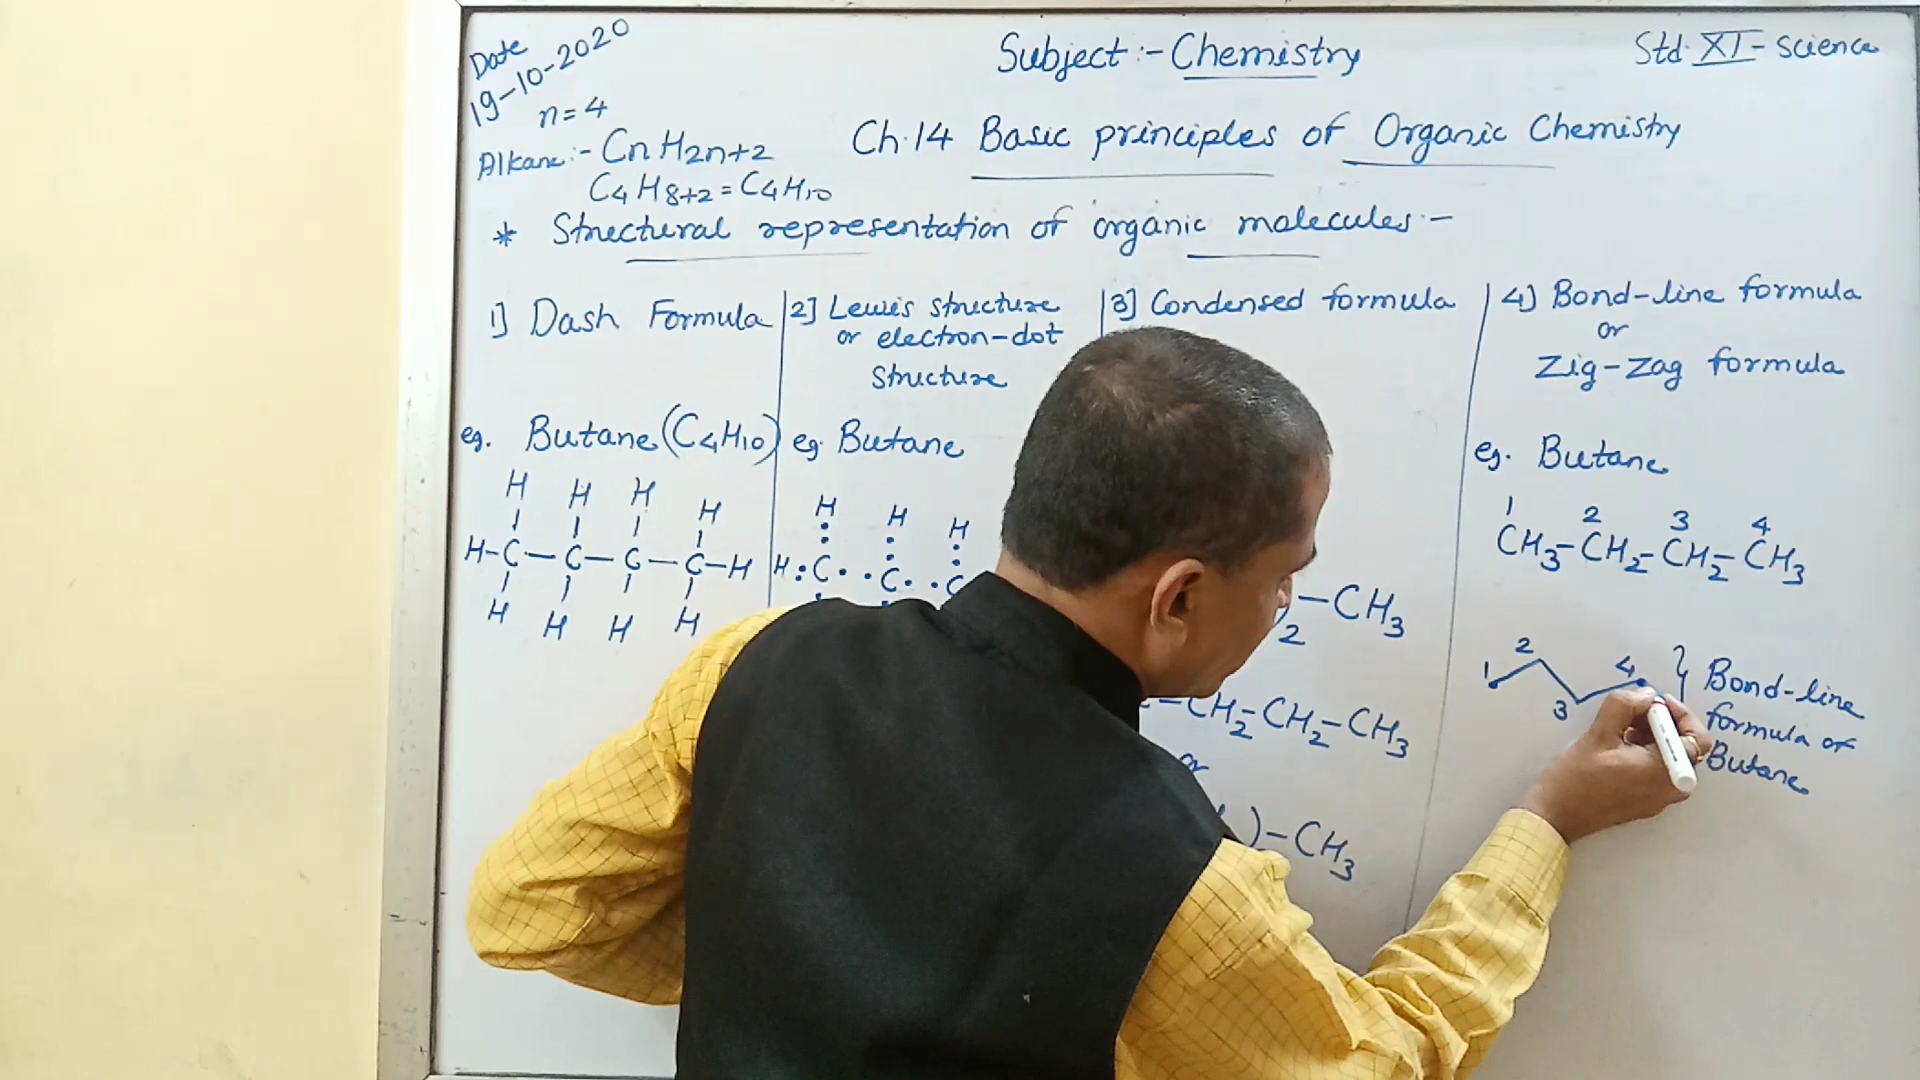 Date
19-10-2020
Subject :- Chemistry
Std. XI - science
n = 4
Alkane :- CnH2n+2
C4H8+2 = C4H10
Ch. 14 Basic principles of Organic Chemistry
* Structural representation of organic molecules :-
1] Dash Formula
eg. Butane (C4H10)
H H H H
H-C-C-C-C-H
H H H H
2] Lewis structure
or electron-dot
structure
eg. Butane
H H H
H:C··C··C
3] Condensed formula
)2-CH3
-CH2-CH2-CH3
or
)-CH3
4] Bond-line formula
or
Zig-Zag formula
eg. Butane
1 2 3 4
CH3-CH2-CH2-CH3
1 2 3 4
} Bond-line
formula of
Butane